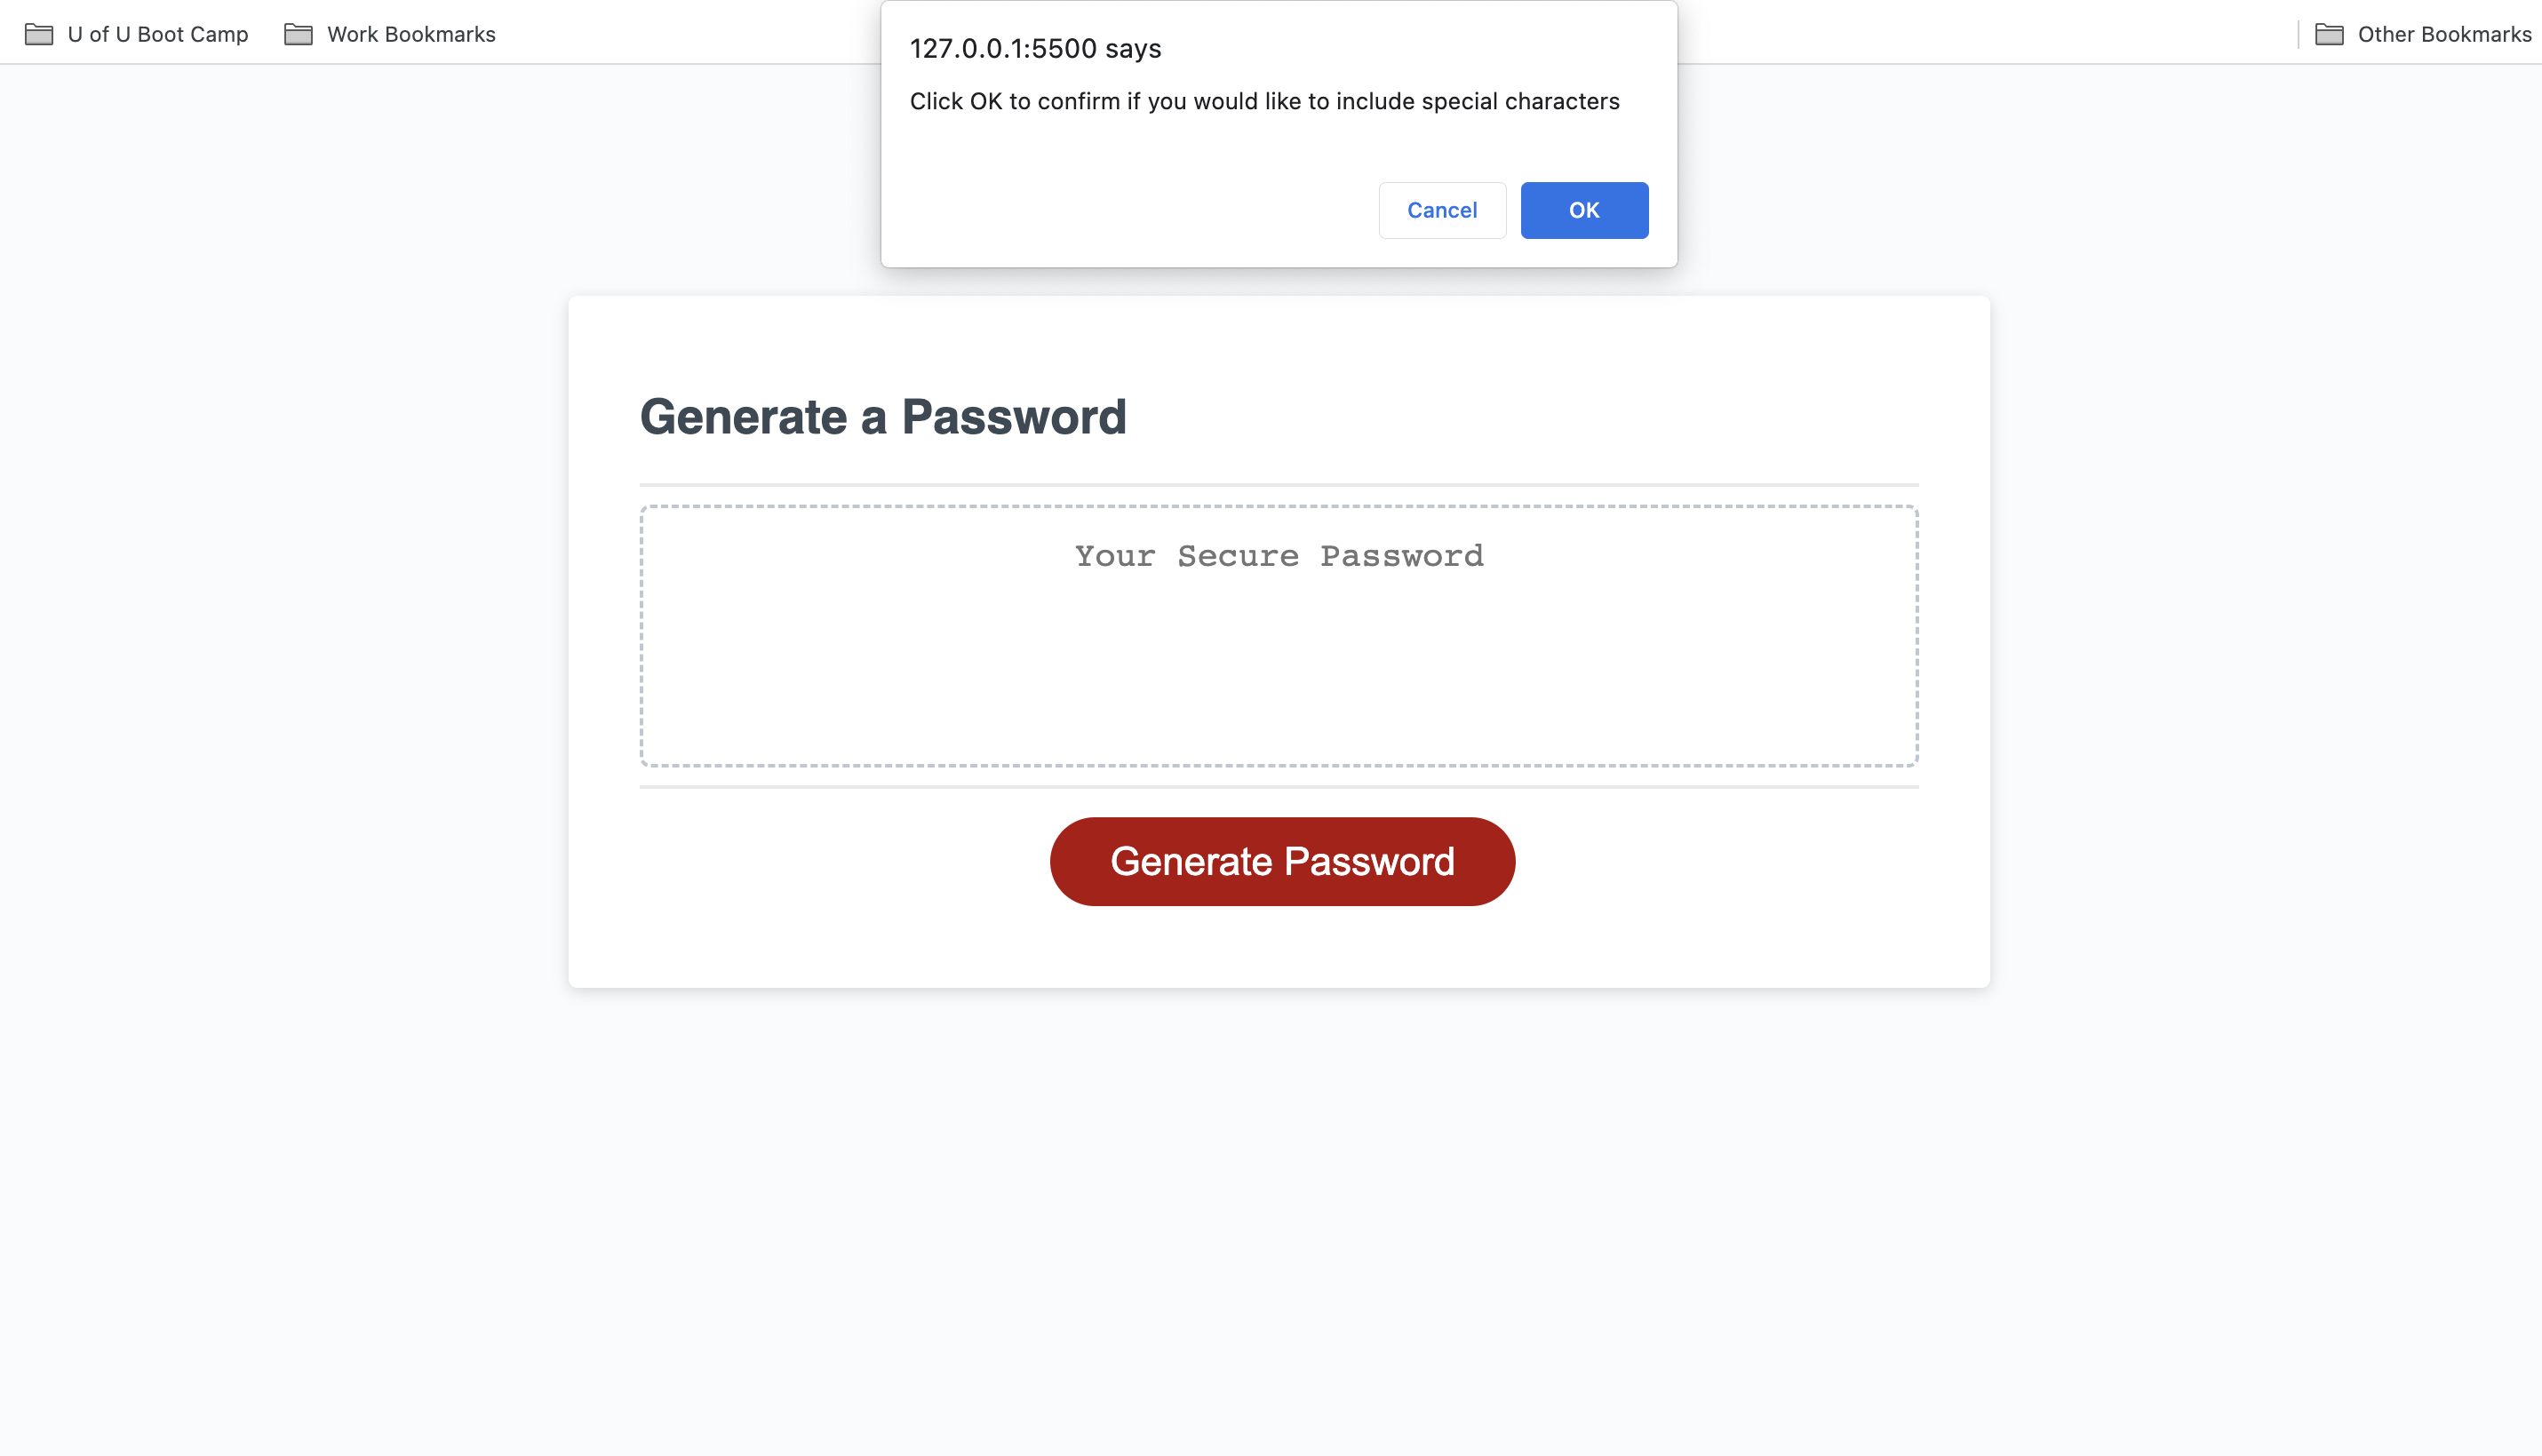 U of U Boot Camp
Work Bookmarks
Other Bookmarks
127.0.0.1:5500 says
Click OK to confirm if you would like to include special characters
Cancel
OK
Generate a Password
Your Secure Password
Generate Password